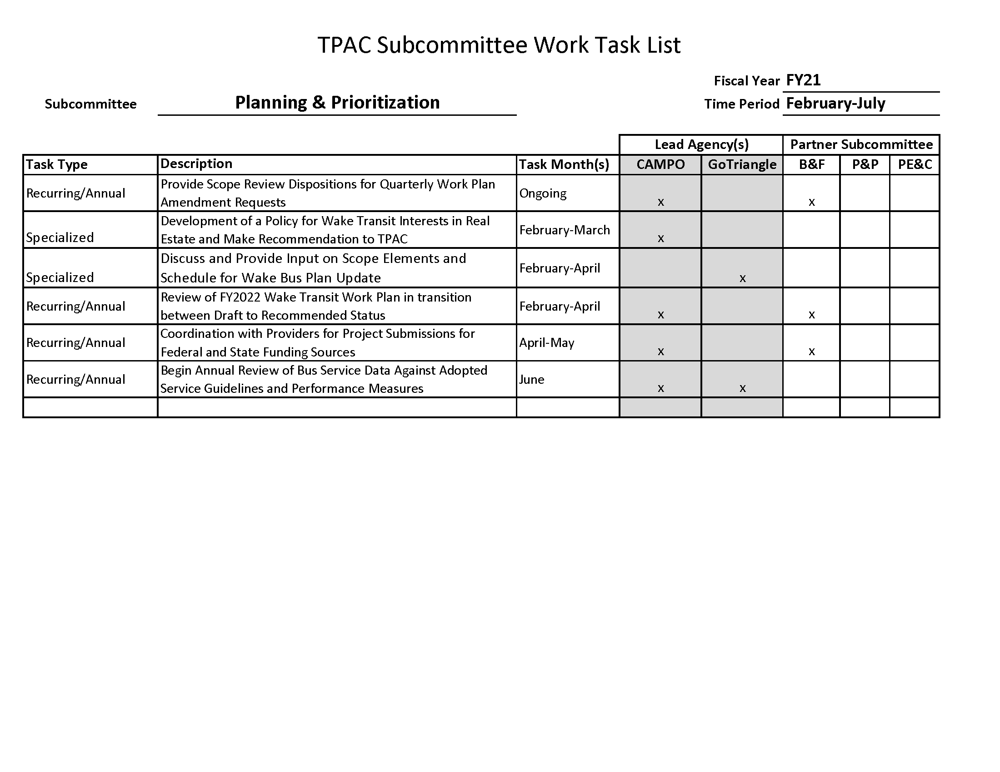 TPAC Subcommittee Work Task List
Fiscal Year FY21
Subcommittee Planning & Prioritization Time Period February-July
Lead Agency(s) Partner Subcommittee
Task Type Description Task Month(s) CAMPO GoTriangle B&F P&P PE&C
Recurring/Annual Provide Scope Review Dispositions for Quarterly Work Plan Ongoing
Amendment Requests x x
Development of a Policy for Wake Transit Interests in Real February-March
Specialized Estate and Make Recommendation to TPAC x
Discuss and Provide Input on Scope Elements and February-April
Specialized Schedule for Wake Bus Plan Update x
Recurring/Annual Review of FY2022 Wake Transit Work Plan in transition February-April
between Draft to Recommended Status x x
Recurring/Annual Coordination with Providers for Project Submissions for April-May
Federal and State Funding Sources x x
Recurring/Annual Begin Annual Review of Bus Service Data Against Adopted June
Service Guidelines and Performance Measures x x